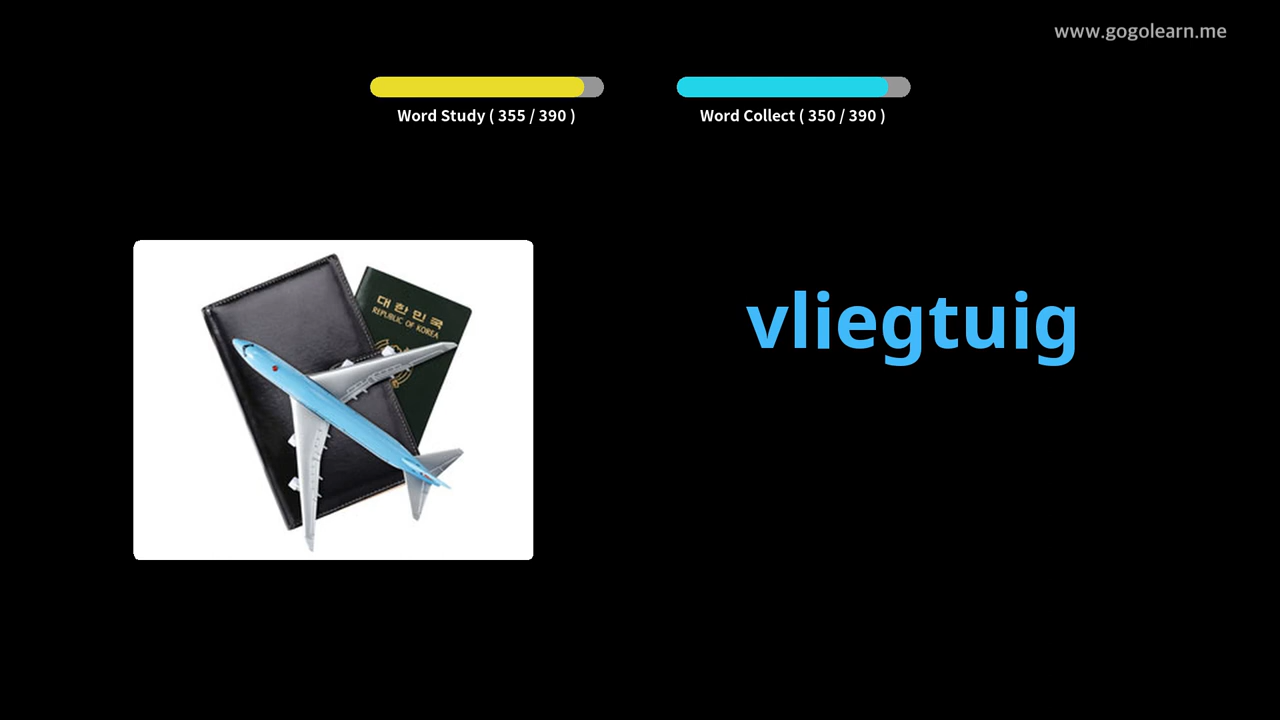 www.gogolearn.me
Word Study ( 355 / 390 )
Word Collect ( 350 / 390 )
대한민국
REPUBLIC OF KOREA
vliegtuig